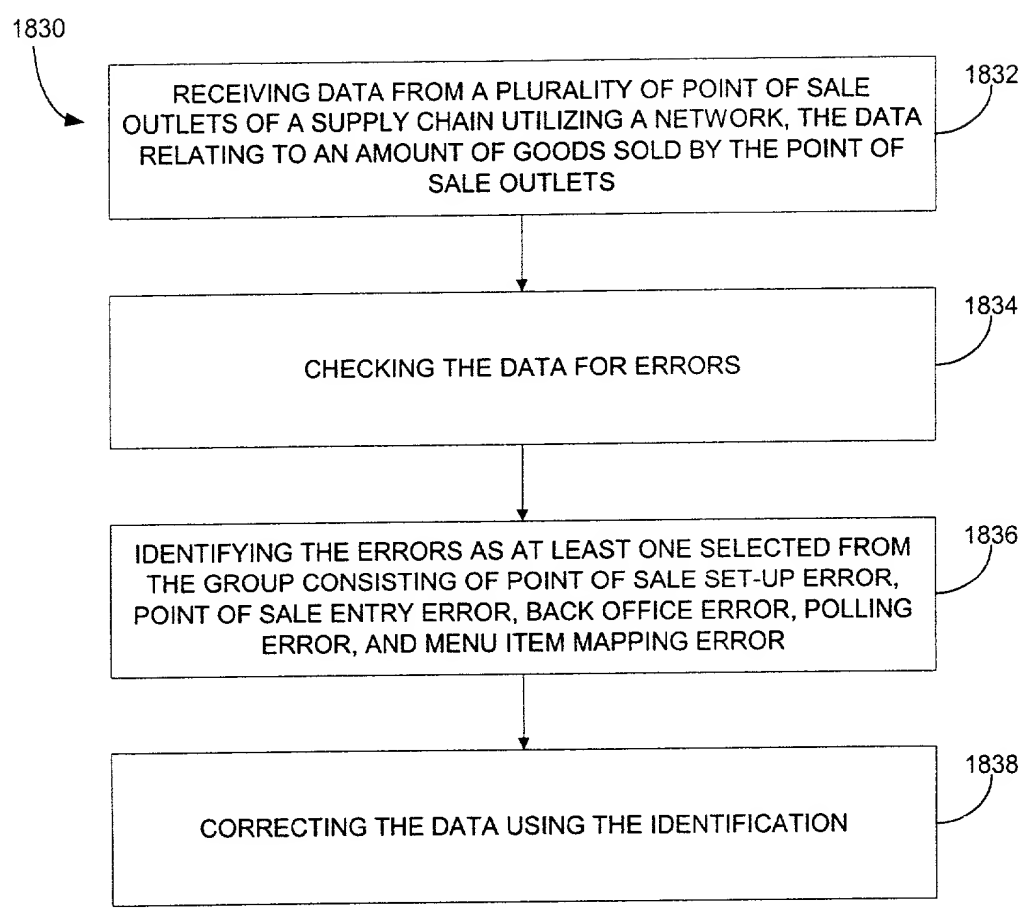 1830
1832
RECEIVING DATA FROM A PLURALITY OF POINT OF SALE
OUTLETS OF A SUPPLY CHAIN UTILIZING A NETWORK, THE DATA
RELATING TO AN AMOUNT OF GOODS SOLD BY THE POINT OF
SALE OUTLETS
1834
CHECKING THE DATA FOR ERRORS
1836
IDENTIFYING THE ERRORS AS AT LEAST ONE SELECTED FROM
THE GROUP CONSISTING OF POINT OF SALE SET-UP ERROR,
POINT OF SALE ENTRY ERROR, BACK OFFICE ERROR, POLLING
ERROR, AND MENU ITEM MAPPING ERROR
1838
CORRECTING THE DATA USING THE IDENTIFICATION